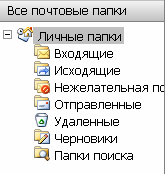 Все почтовые папки
Личные папки
Входящие
Исходящие
Нежелательная по
Отправленные
Удаленные
Черновики
Папки поиска